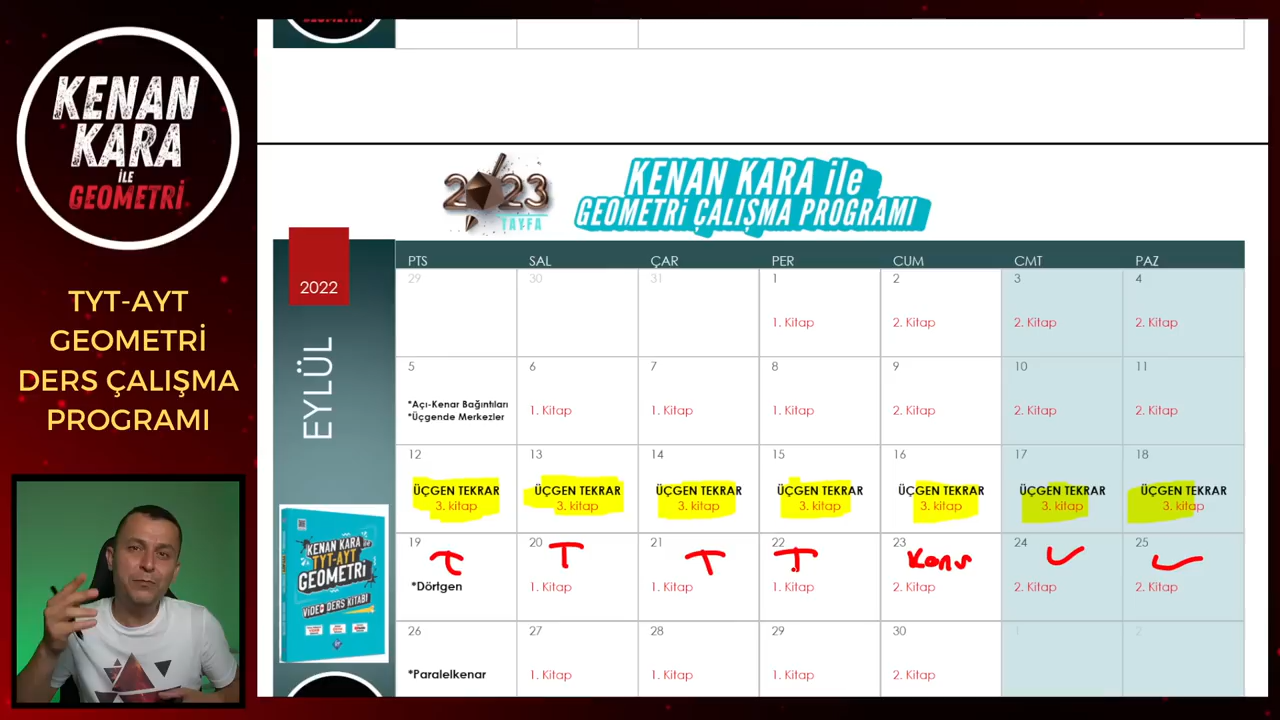 KENAN
KARA
İLE
GEOMETRİ
TYT-AYT
GEOMETRİ
DERS ÇALIŞMA
PROGRAMI
2023
TAYFA
KENAN KARA ile
GEOMETRİ ÇALIŞMA PROGRAMI
2022
EYLÜL
PTS SAL ÇAR PER CUM CMT PAZ
29 30 31 1 2 3 4
1. Kitap 2. Kitap 2. Kitap 2. Kitap
5 6 7 8 9 10 11
*Açı-Kenar Bağıntıları
*Üçgende Merkezler
1. Kitap 1. Kitap 1. Kitap 2. Kitap 2. Kitap 2. Kitap
12 13 14 15 16 17 18
ÜÇGEN TEKRAR ÜÇGEN TEKRAR ÜÇGEN TEKRAR ÜÇGEN TEKRAR ÜÇGEN TEKRAR ÜÇGEN TEKRAR ÜÇGEN TEKRAR
3. kitap 3. kitap 3. kitap 3. kitap 3. kitap 3. kitap 3. kitap
19 20 21 22 23 24 25
T T T T Konu
*Dörtgen 1. Kitap 1. Kitap 1. Kitap 2. Kitap 2. Kitap 2. Kitap
26 27 28 29 30 1 2
*Paralelkenar 1. Kitap 1. Kitap 1. Kitap 2. Kitap
KENAN KARA ile
TYT-AYT
GEOMETRİ
VİDEO DERS KİTABI